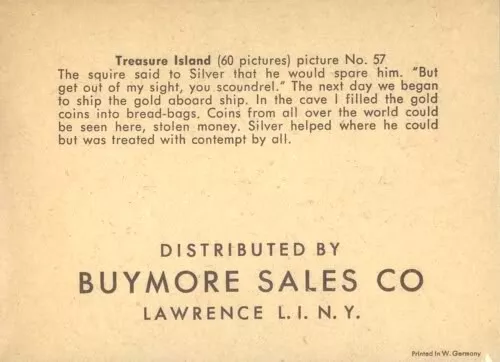 Treasure Island (60 pictures) picture No. 57
The squire said to Silver that he would spare him. "But
get out of my sight, you scoundrel." The next day we began
to ship the gold aboard ship. In the cave I filled the gold
coins into bread-bags. Coins from all over the world could
be seen here, stolen money. Silver helped where he could
but was treated with contempt by all.
DISTRIBUTED BY
BUYMORE SALES CO
LAWRENCE L. I. N. Y.
Printed in W. Germany